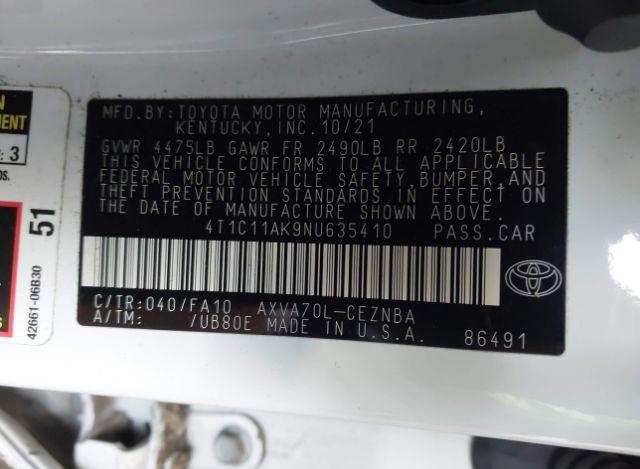 MFD.BY: TOYOTA MOTOR MANUFACTURING,
KENTUCKY, INC. 10/21
GVWR 4475LB GAWR FR 2490LB RR 2420LB
THIS VEHICLE CONFORMS TO ALL APPLICABLE
FEDERAL MOTOR VEHICLE SAFETY, BUMPER, AND
THEFT PREVENTION STANDARDS IN EFFECT ON
THE DATE OF MANUFACTURE SHOWN ABOVE.
4T1C11AK9NU635410 PASS.CAR
C/TR:040/FA10 AXVA70L-CEZNBA
A/TM: /UB80E MADE IN U.S.A.
86491
51
42661-06B30
3